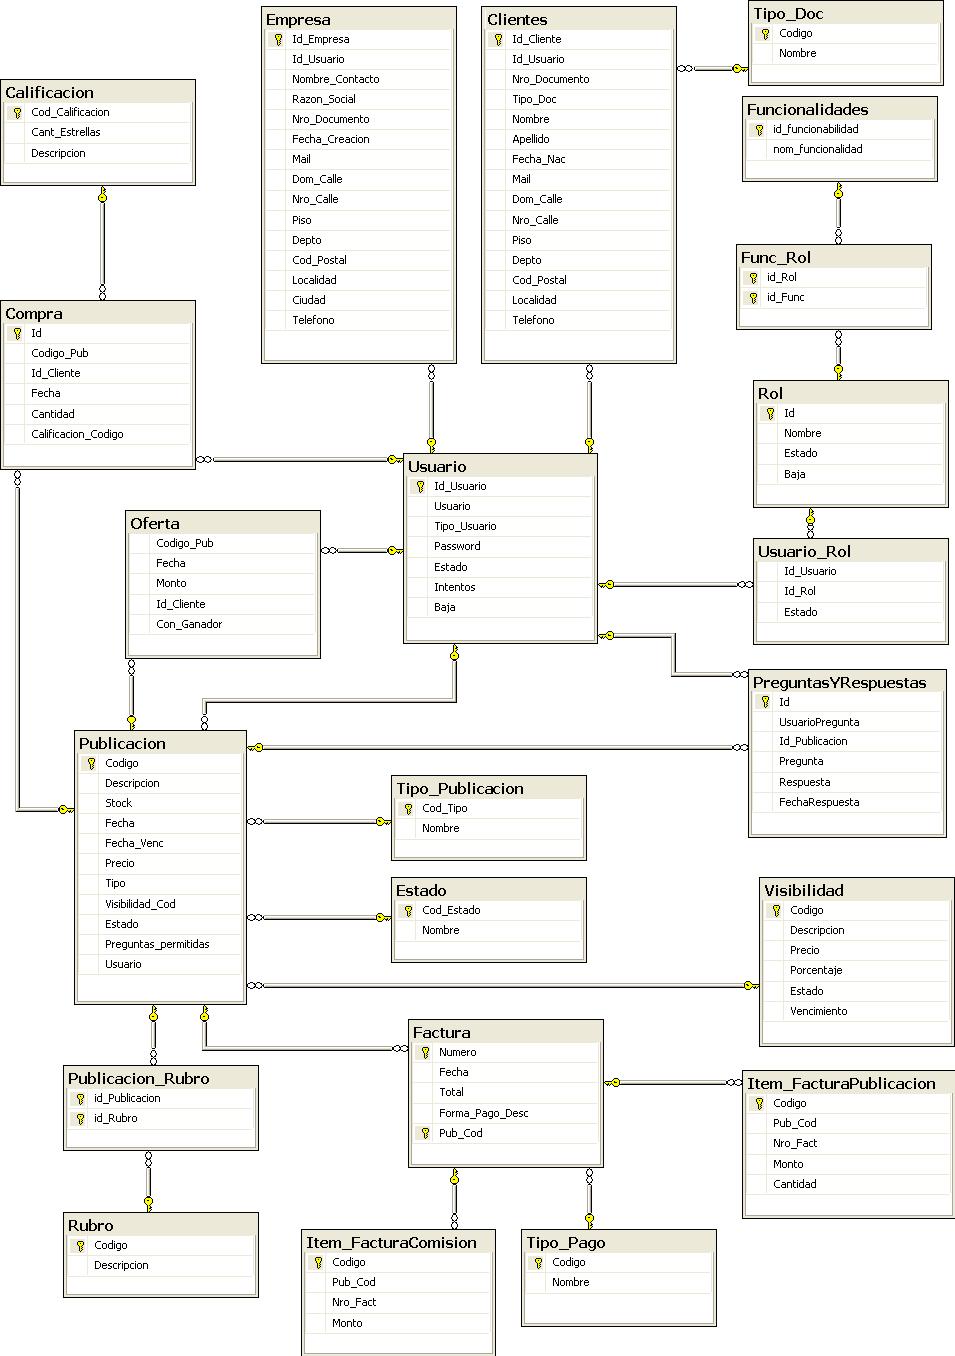 Empresa
Id_Empresa
Id_Usuario
Nombre_Contacto
Razon_Social
Nro_Documento
Fecha_Creacion
Mail
Dom_Calle
Nro_Calle
Piso
Depto
Cod_Postal
Localidad
Ciudad
Telefono
Clientes
Id_Cliente
Id_Usuario
Nro_Documento
Tipo_Doc
Nombre
Apellido
Fecha_Nac
Mail
Dom_Calle
Nro_Calle
Piso
Depto
Cod_Postal
Localidad
Telefono
Tipo_Doc
Codigo
Nombre
Funcionalidades
id_funcionabilidad
nom_funcionalidad
Calificacion
Cod_Calificacion
Cant_Estrellas
Descripcion
Func_Rol
id_Rol
id_Func
Compra
Id
Codigo_Pub
Id_Cliente
Fecha
Cantidad
Calificacion_Codigo
Rol
Id
Nombre
Estado
Baja
Usuario
Id_Usuario
Usuario
Tipo_Usuario
Password
Estado
Intentos
Baja
Oferta
Codigo_Pub
Fecha
Monto
Id_Cliente
Con_Ganador
Usuario_Rol
Id_Usuario
Id_Rol
Estado
PreguntasYRespuestas
Id
UsuarioPregunta
Id_Publicacion
Pregunta
Respuesta
FechaRespuesta
Publicacion
Codigo
Descripcion
Stock
Fecha
Fecha_Venc
Precio
Tipo
Visibilidad_Cod
Estado
Preguntas_permitidas
Usuario
Tipo_Publicacion
Cod_Tipo
Nombre
Estado
Cod_Estado
Nombre
Visibilidad
Codigo
Descripcion
Precio
Porcentaje
Estado
Vencimiento
Factura
Numero
Fecha
Total
Forma_Pago_Desc
Pub_Cod
Publicacion_Rubro
id_Publicacion
id_Rubro
Item_FacturaPublicacion
Codigo
Pub_Cod
Nro_Fact
Monto
Cantidad
Rubro
Codigo
Descripcion
Item_FacturaComision
Codigo
Pub_Cod
Nro_Fact
Monto
Tipo_Pago
Codigo
Nombre